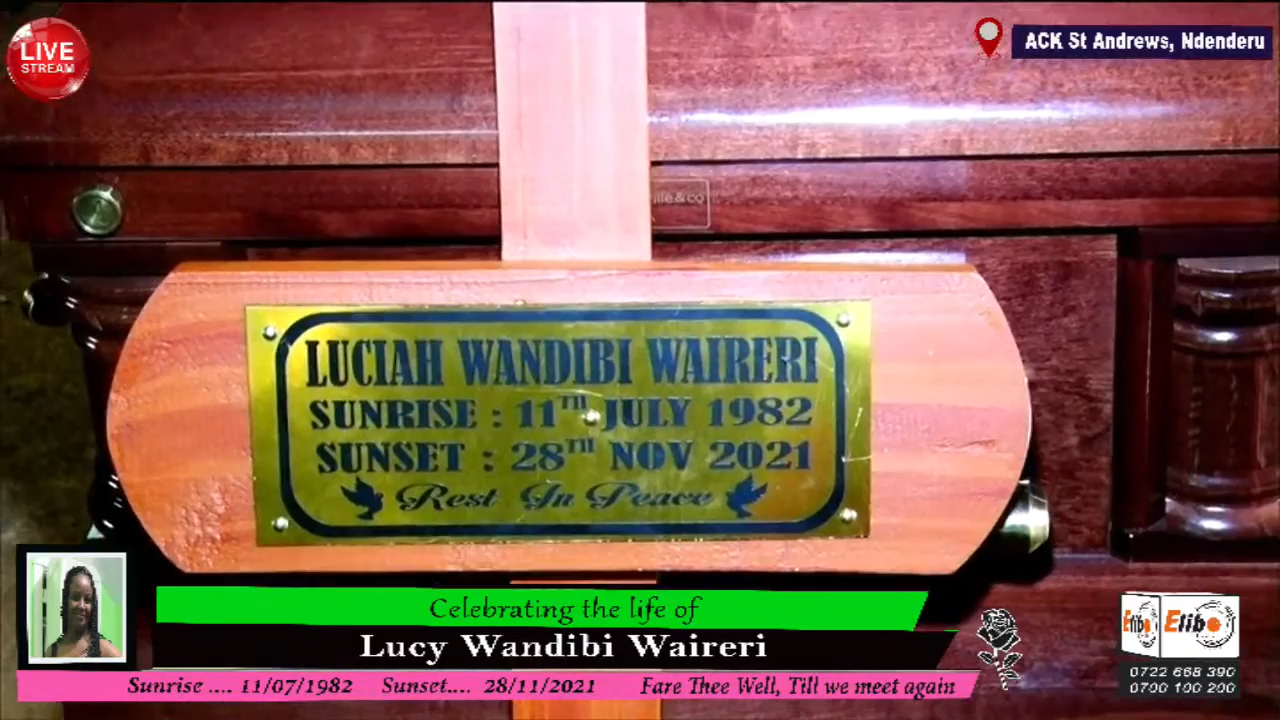 LIVE
STREAM
ACK St Andrews, Ndenderu
LUCIAH WANDIBI WAIRERI
SUNRISE : 11TH JULY 1982
SUNSET : 28TH NOV 2021
Rest In Peace
Celebrating the life of
Lucy Wandibi Waireri
Sunrise .... 11/07/1982 Sunset.... 28/11/2021 Fare Thee Well, Till we meet again
Elibo
Elibo
0722 668 390
0700 100 200